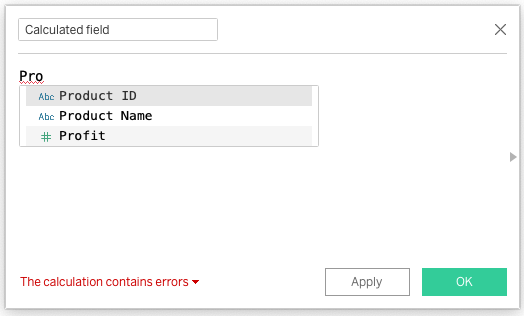 Calculated field
Pro
Abc Product ID
Abc Product Name
# Profit
The calculation contains errors
Apply
OK